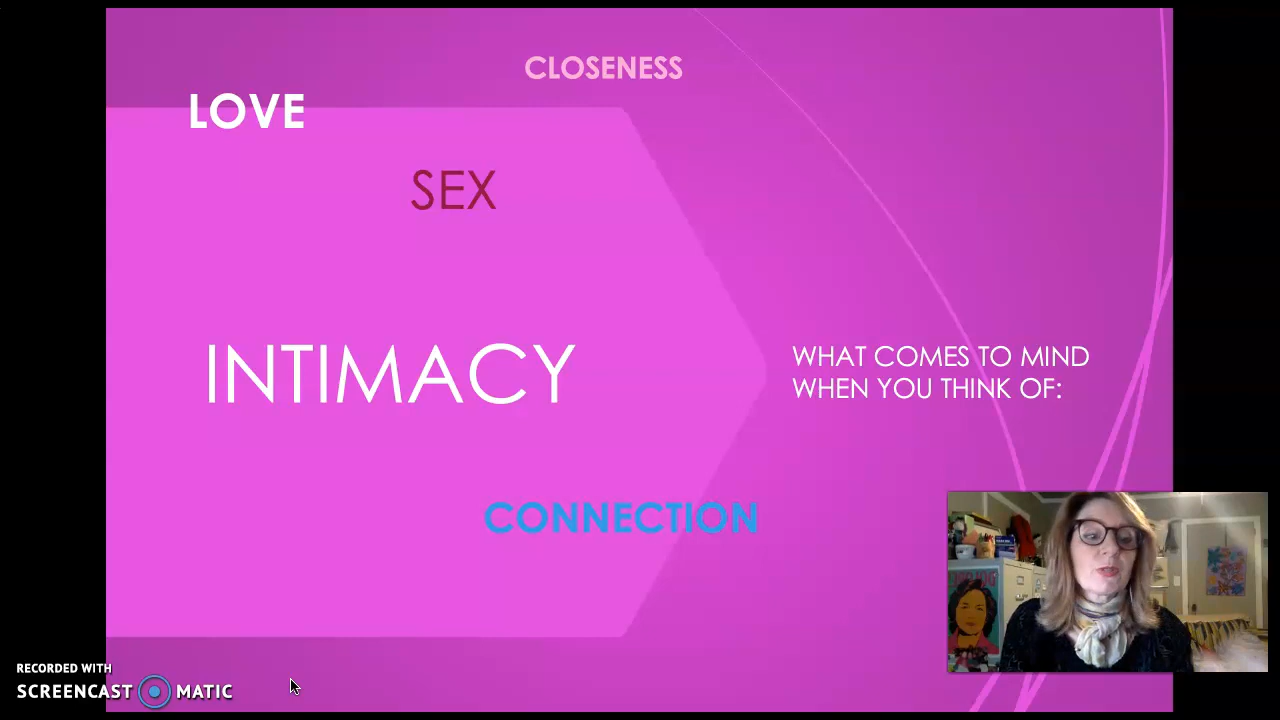 CLOSENESS
LOVE
SEX
INTIMACY
WHAT COMES TO MIND
WHEN YOU THINK OF:
CONNECTION
RECORDED WITH
SCREENCAST MATIC